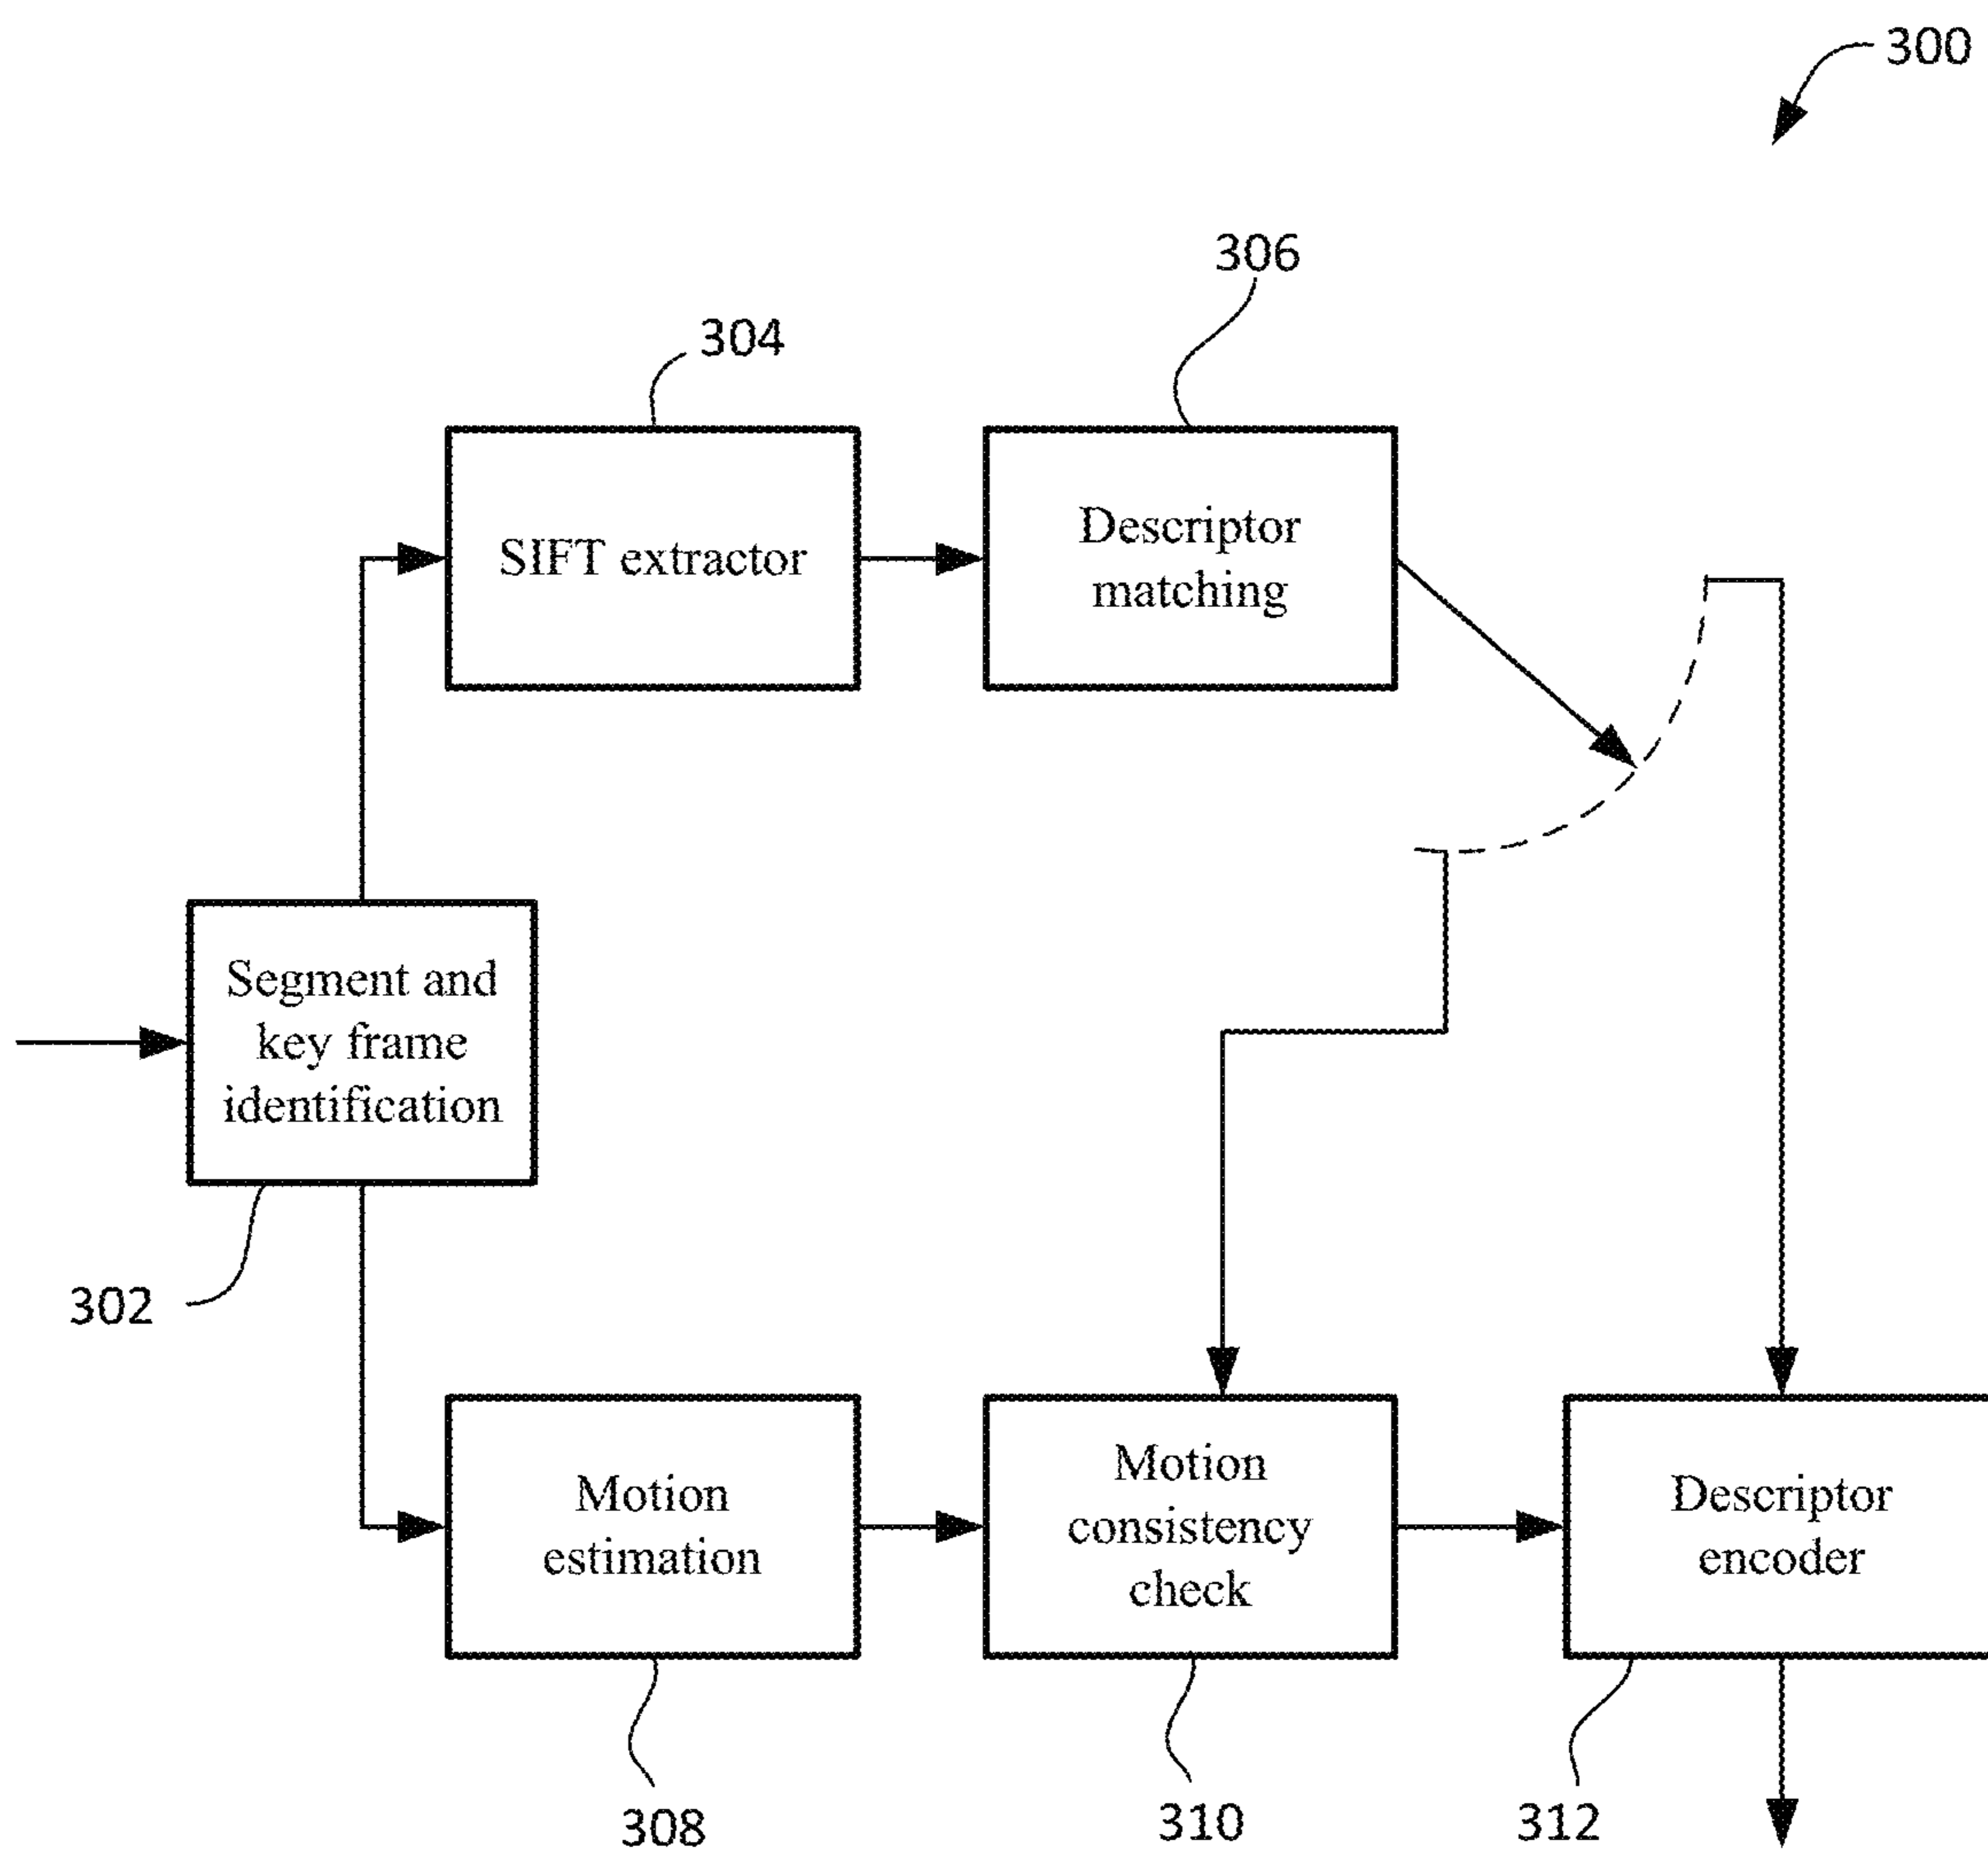 300
306
304
SIFT extractor
Descriptor
matching
Segment and
key frame
identification
302
Motion
estimation
Motion
consistency
check
Descriptor
encoder
308
310
312